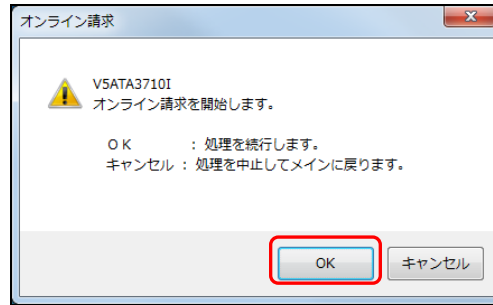 オンライン請求
V5ATA3710I
オンライン請求を開始します。
ＯＫ　　　： 処理を続行します。
キャンセル ： 処理を中止してメインに戻ります。
OK キャンセル